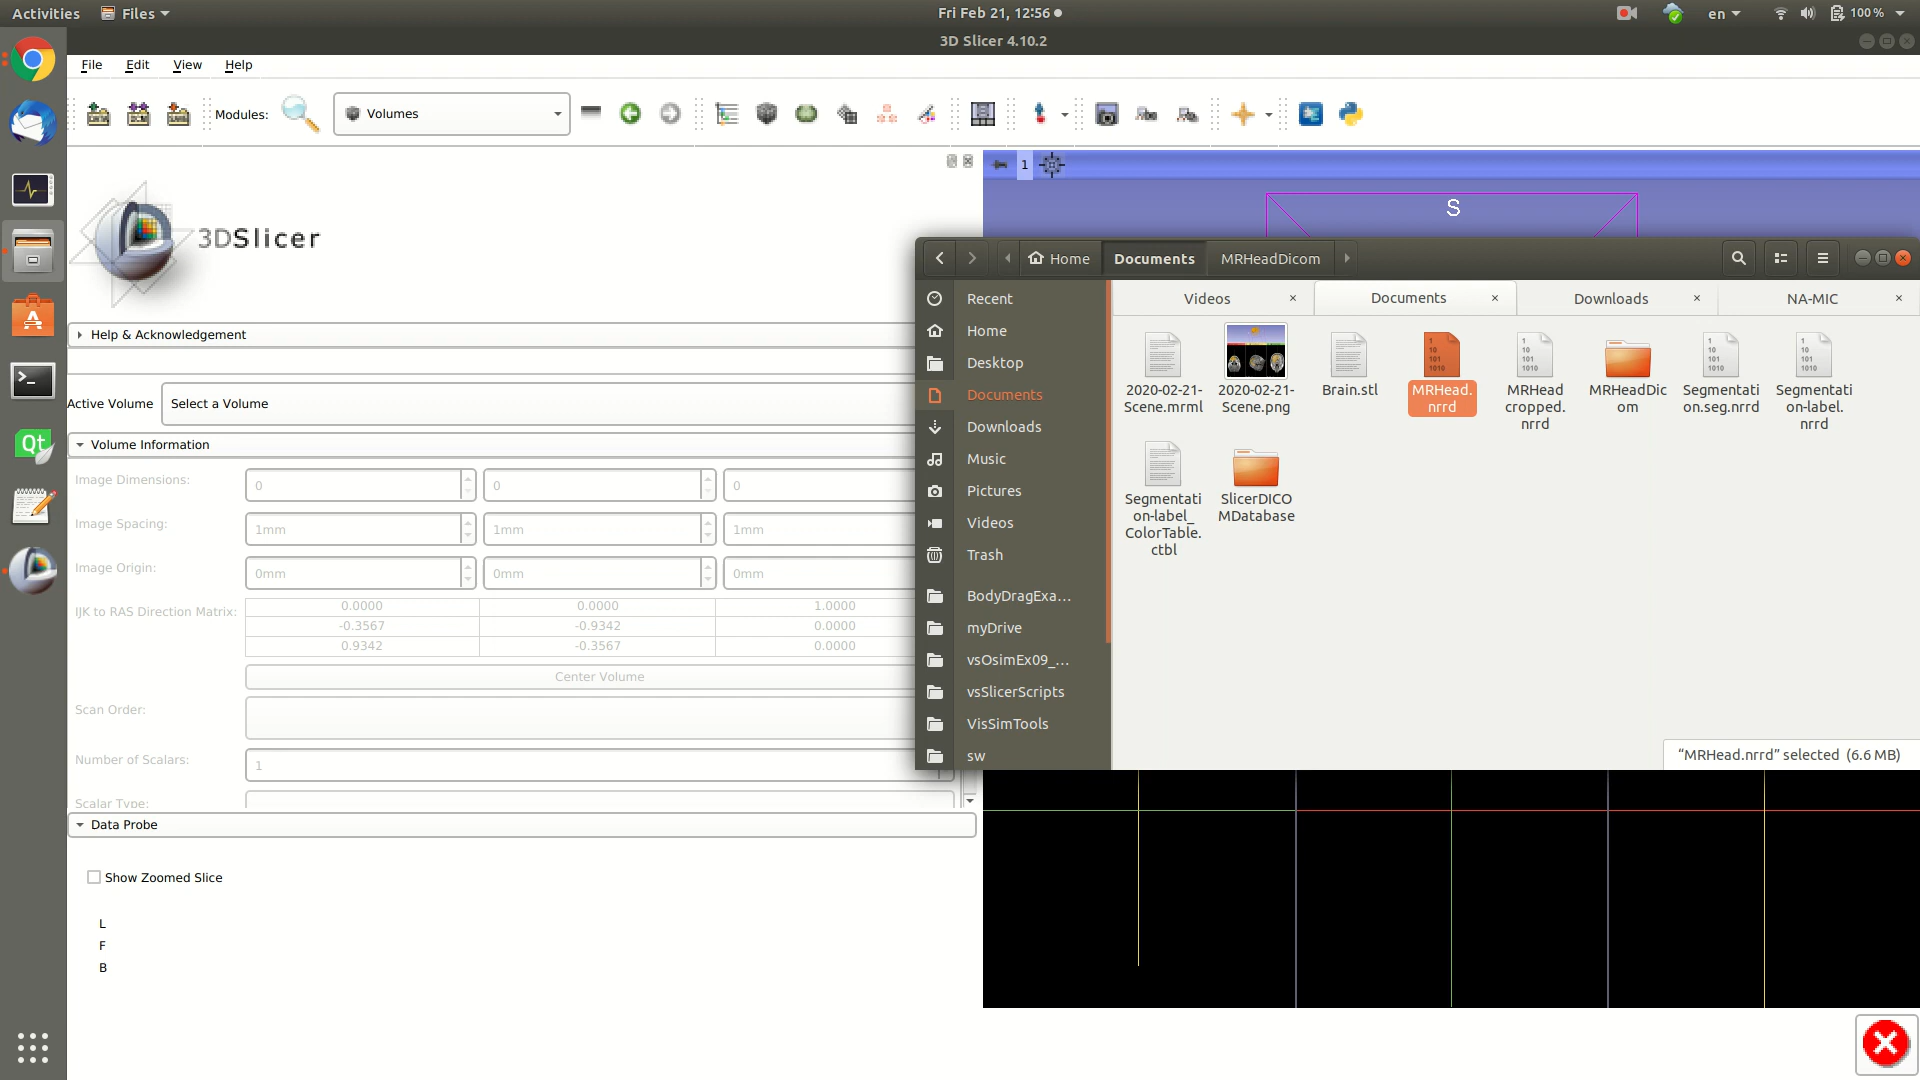 Activities
Files
Fri Feb 21, 12:56
en
100 %
3D Slicer 4.10.2
File
Edit
View
Help
Modules:
Volumes
1
S
3DSlicer
Help & Acknowledgement
Active Volume
Select a Volume
Volume Information
Image Dimensions:
0
0
0
Image Spacing:
1mm
1mm
1mm
Image Origin:
0mm
0mm
0mm
IJK to RAS Direction Matrix:
0.0000
0.0000
1.0000
-0.3567
-0.9342
0.0000
0.9342
-0.3567
0.0000
Center Volume
Scan Order:
Number of Scalars:
1
Scalar Type:
Data Probe
Show Zoomed Slice
L
F
B
Home
Documents
MRHeadDicom
Recent
Home
Desktop
Documents
Downloads
Music
Pictures
Videos
Trash
BodyDragExa...
myDrive
vsOsimEx09_...
vsSlicerScripts
VisSimTools
sw
Videos
Documents
Downloads
NA-MIC
2020-02-21-
Scene.mrml
2020-02-21-
Scene.png
Brain.stl
MRHead.
nrrd
MRHead
cropped.
nrrd
MRHeadDic
om
Segmentati
on.seg.nrrd
Segmentati
on-label.
nrrd
Segmentati
on-label_
ColorTable.
ctbl
SlicerDICO
MDatabase
“MRHead.nrrd” selected (6.6 MB)